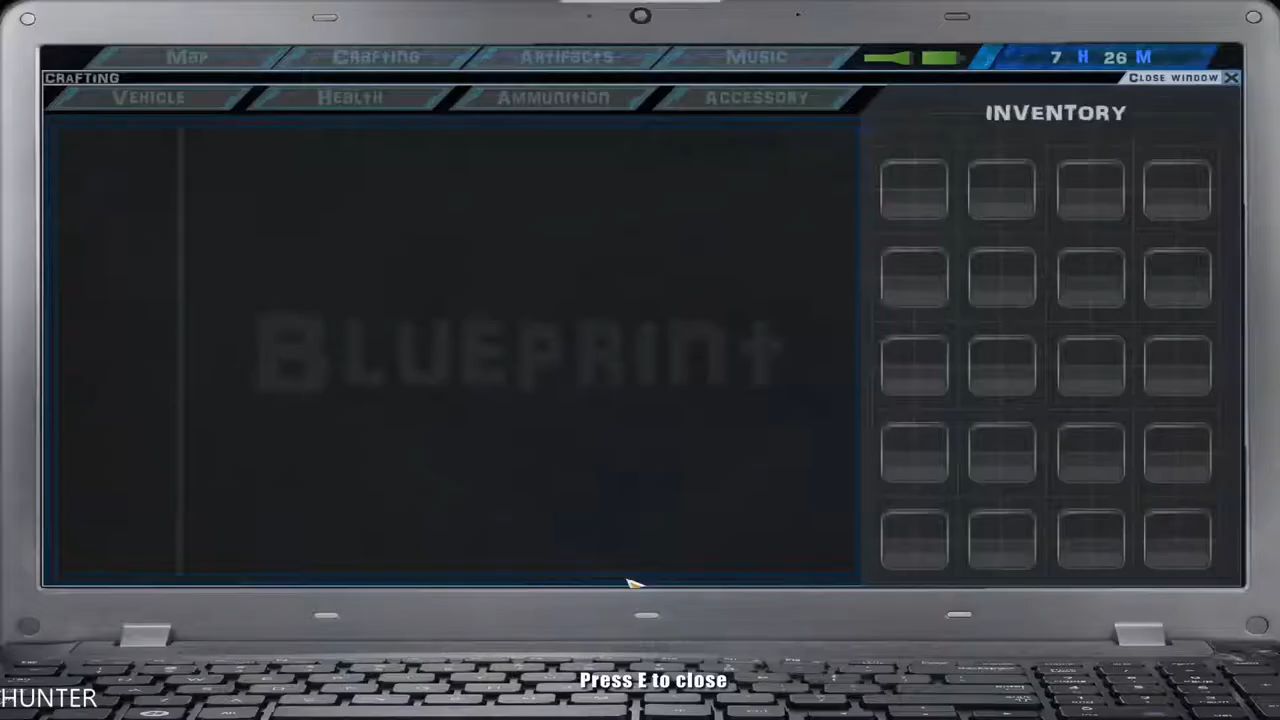 Map Crafting Artifacts Music 7 H 26 M
CRAFTING CLOSE WINDOW
Vehicle Health Ammunition Accessory
INVENTORY
Blueprint
Press E to close
HUNTER